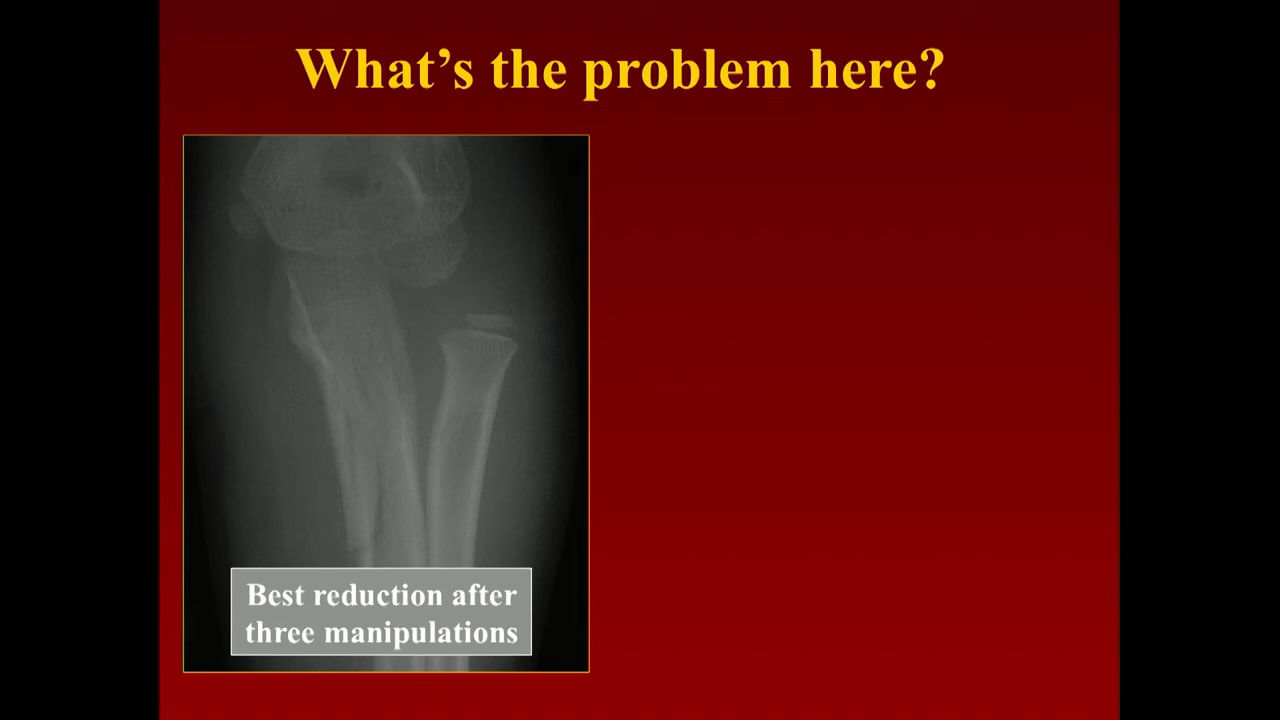 What’s the problem here?
Best reduction after
three manipulations